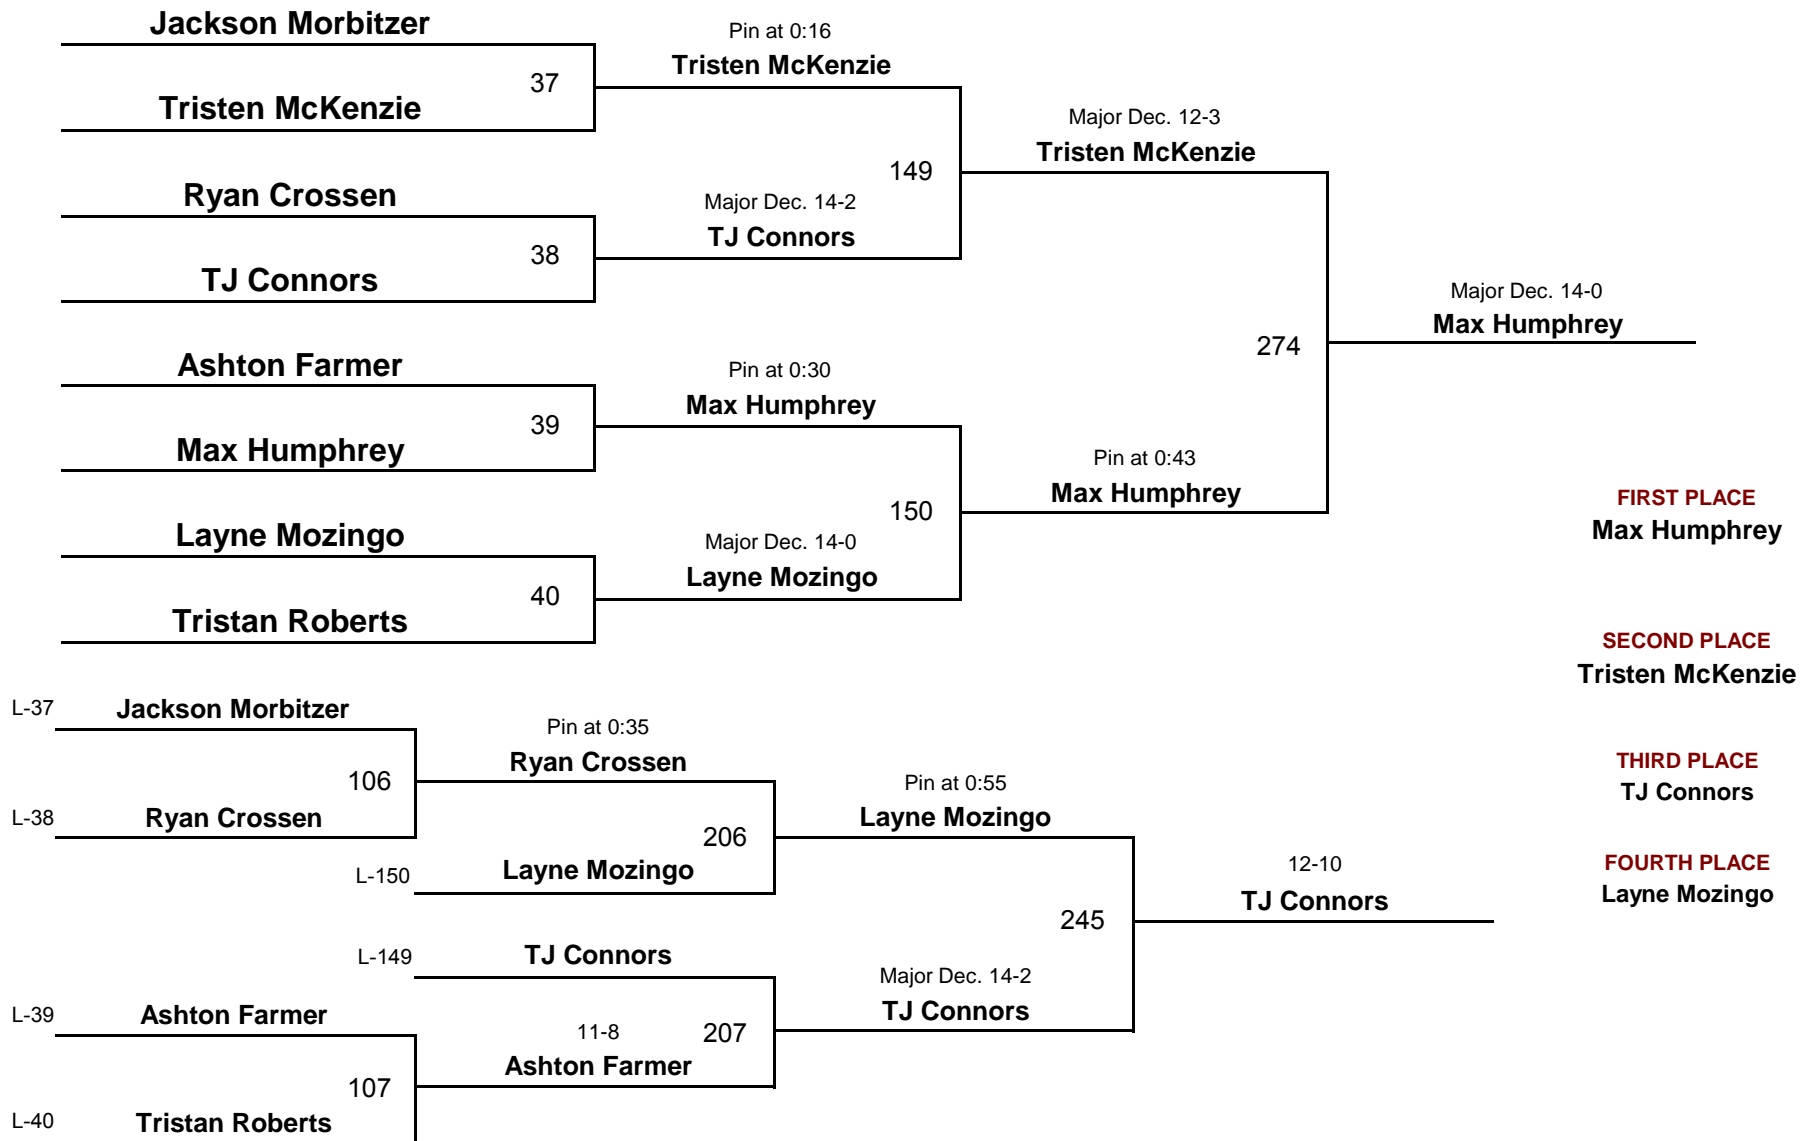 Jackson Morbitzer
Pin at 0:16
Tristen McKenzie
37
Tristen McKenzie
Major Dec. 12-3
Tristen McKenzie
149
Ryan Crossen
Major Dec. 14-2
TJ Connors
38
TJ Connors
Major Dec. 14-0
Max Humphrey
274
Ashton Farmer
Pin at 0:30
Max Humphrey
39
Max Humphrey
Pin at 0:43
Max Humphrey
150
Layne Mozingo
Major Dec. 14-0
Layne Mozingo
40
Tristan Roberts
FIRST PLACE
Max Humphrey
SECOND PLACE
Tristen McKenzie
THIRD PLACE
TJ Connors
FOURTH PLACE
Layne Mozingo
L-37
Jackson Morbitzer
Pin at 0:35
Ryan Crossen
106
L-38
Ryan Crossen
Pin at 0:55
Layne Mozingo
206
L-150
Layne Mozingo
12-10
TJ Connors
245
L-149
TJ Connors
Major Dec. 14-2
TJ Connors
L-39
Ashton Farmer
11-8
207
Ashton Farmer
107
L-40
Tristan Roberts